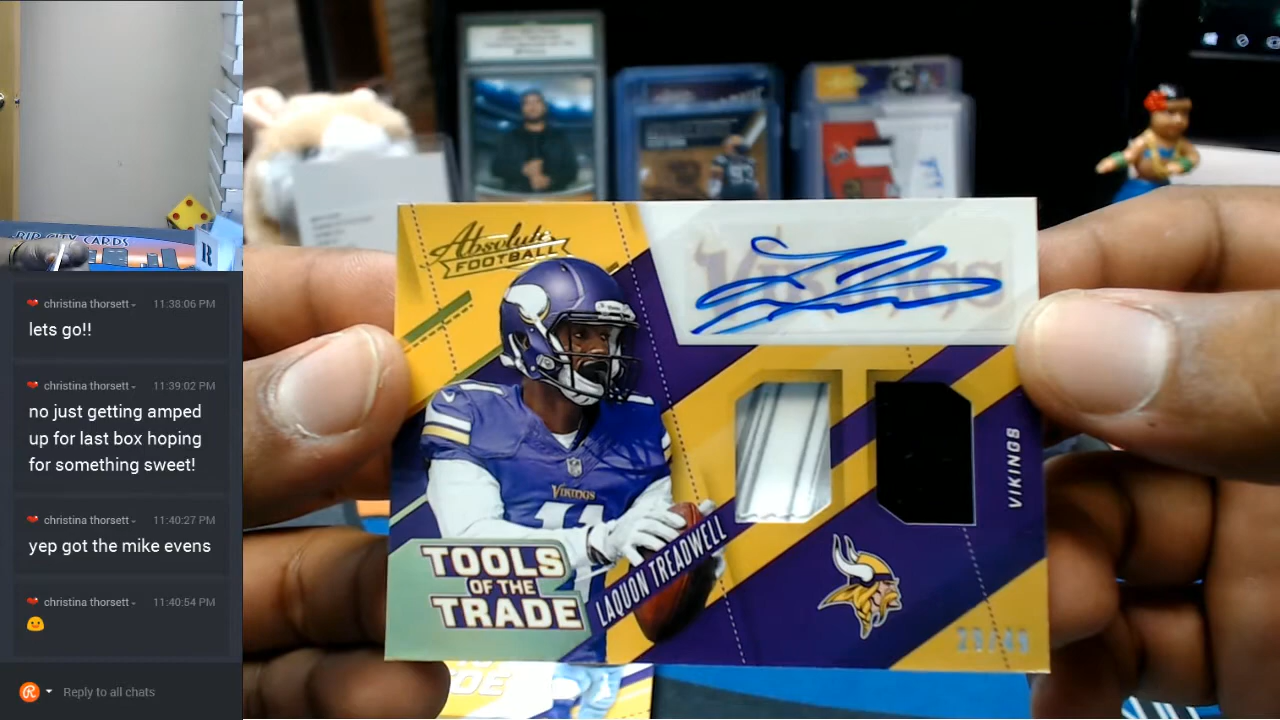 RIP CITY CARDS
R
christina thorsett 11:38:06 PM
lets go!!
christina thorsett 11:39:02 PM
no just getting amped
up for last box hoping
for something sweet!
christina thorsett 11:40:27 PM
yep got the mike evens
christina thorsett 11:40:54 PM
Reply to all chats
Absolute
FOOTBALL
VIKINGS
VIKINGS
11
TOOLS
OF THE
TRADE
LAQUON TREADWELL
VIKINGS
93